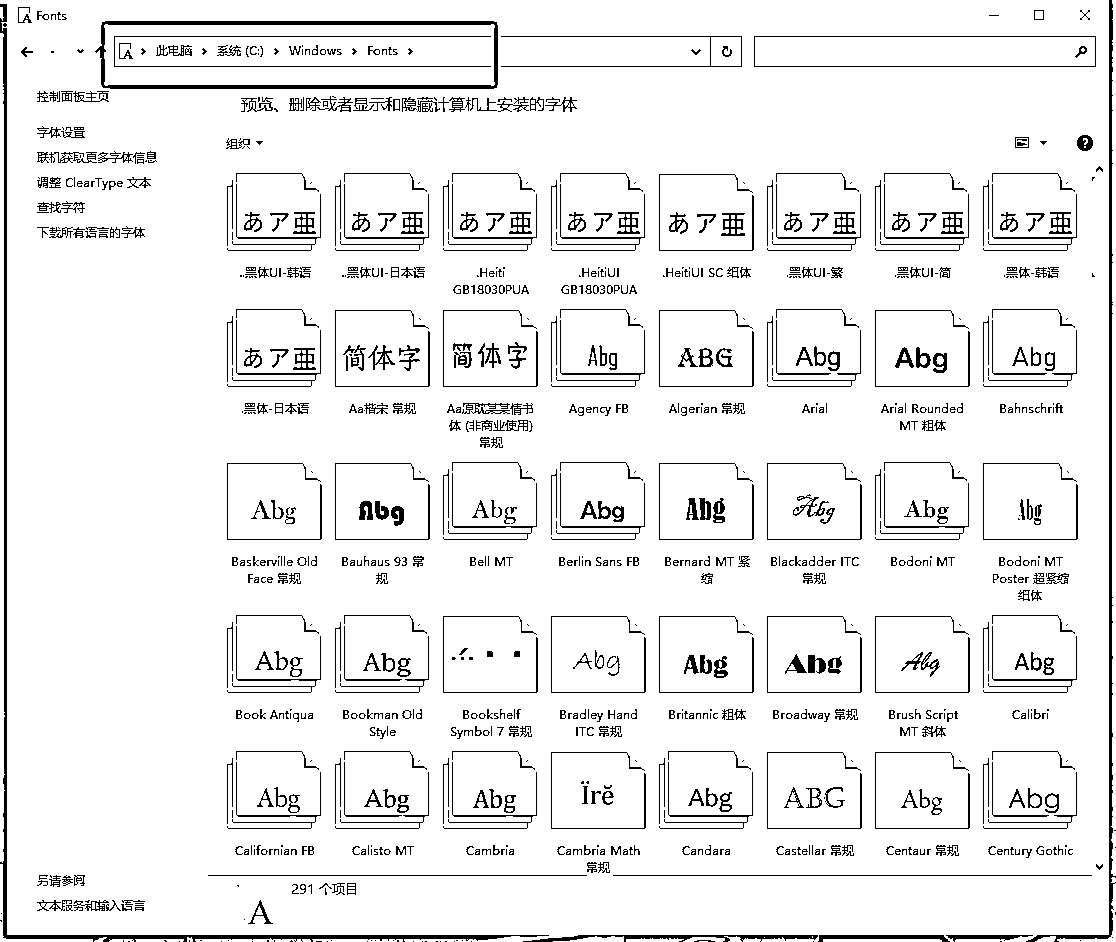 Fonts
此电脑 > 系统 (C:) > Windows > Fonts >
控制面板主页
字体设置
联机获取更多字体信息
调整 ClearType 文本
查找字符
下载所有语言的字体
另请参阅
文本服务和输入语言
预览、删除或者显示和隐藏计算机上安装的字体
组织
あア亜 あア亜 あア亜 あア亜 あア亜 あア亜 あア亜 あア亜
..黑体UI-韩语 ..黑体UI-日本语 .Heiti .HeitiUI .HeitiUI SC 细体 .黑体UI-繁 .黑体UI-简 .黑体-韩语
GB18030PUA GB18030PUA
あア亜 简体字 简体字 Abg ABG Abg Abg Abg
.黑体-日本语 Aa楷宋 常规 Aa原既某某情书 Agency FB Algerian 常规 Arial Arial Rounded Bahnschrift
体 (非商业使用) MT 粗体
常规
Abg Abg Abg Abg Abg Abg Abg Abg
Baskerville Old Bauhaus 93 常 Bell MT Berlin Sans FB Bernard MT 紧 Blackadder ITC Bodoni MT Bodoni MT
Face 常规 规 缩 常规 Poster 超紧缩
细体
Abg Abg Abg Abg Abg Abg Abg
Book Antiqua Bookman Old Bookshelf Bradley Hand Britannic 粗体 Broadway 常规 Brush Script Calibri
Style Symbol 7 常规 ITC 常规 MT 斜体
Abg Abg Abg Ïrĕ Abg ABG Abg Abg
Californian FB Calisto MT Cambria Cambria Math Candara Castellar 常规 Centaur 常规 Century Gothic
常规
291 个项目
A